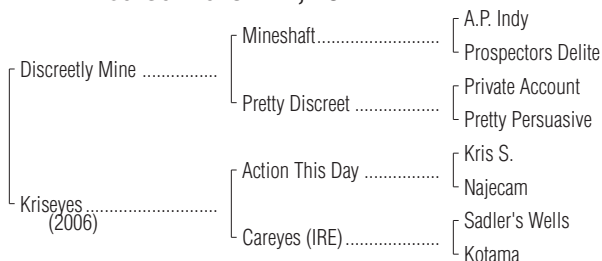 A.P. Indy
Mineshaft
Prospectors Delite
Discreetly Mine
Private Account
Pretty Discreet
Pretty Persuasive
Kris S.
Action This Day
Najecam
Kriseyes
(2006)
Sadler's Wells
Careyes (IRE)
Kotama